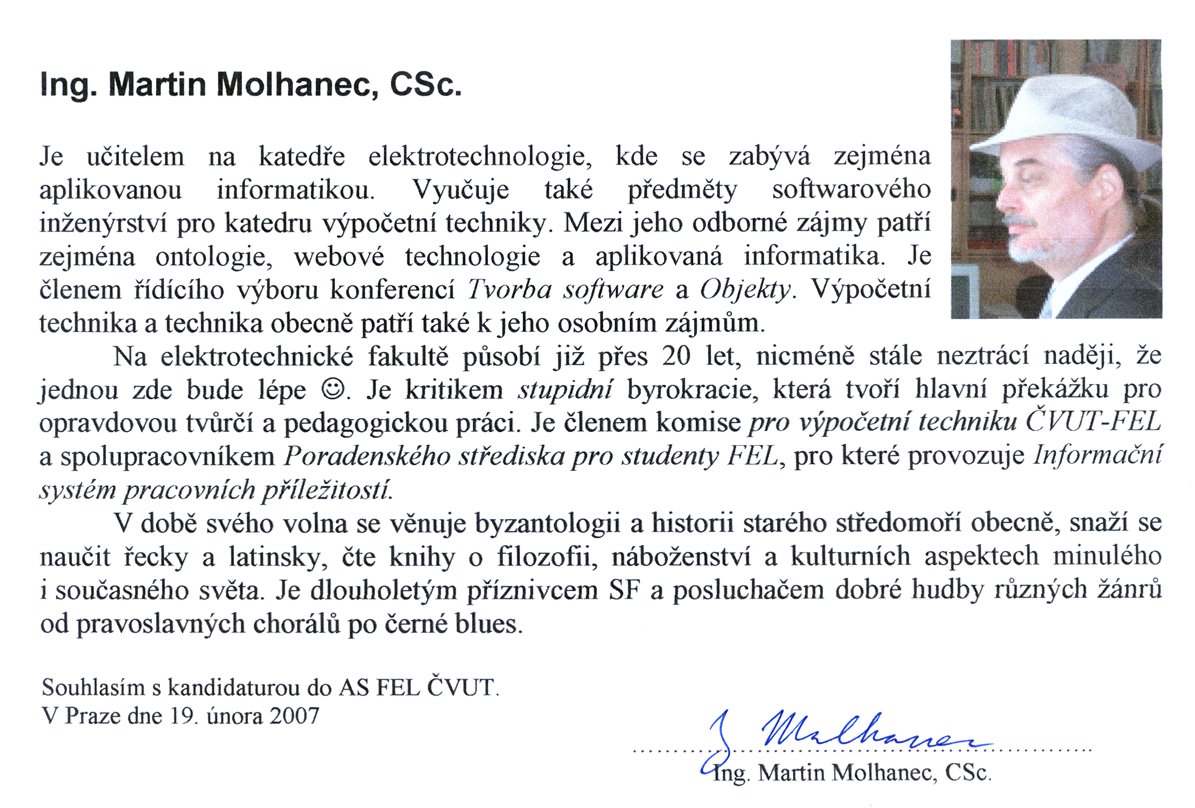 Ing. Martin Molhanec, CSc.
Je učitelem na katedře elektrotechnologie, kde se zabývá zejména
aplikovanou informatikou. Vyučuje také předměty softwarového
inženýrství pro katedru výpočetní techniky. Mezi jeho odborné zájmy patří
zejména ontologie, webové technologie a aplikovaná informatika. Je
členem řídícího výboru konferencí Tvorba software a Objekty. Výpočetní
technika a technika obecně patří také k jeho osobním zájmům.
Na elektrotechnické fakultě působí již přes 20 let, nicméně stále neztrácí naději, že
jednou zde bude lépe ☺. Je kritikem stupidní byrokracie, která tvoří hlavní překážku pro
opravdovou tvůrčí a pedagogickou práci. Je členem komise pro výpočetní techniku ČVUT-FEL
a spolupracovníkem Poradenského střediska pro studenty FEL, pro které provozuje Informační
systém pracovních příležitostí.
V době svého volna se věnuje byzantologii a historii starého středomoří obecně, snaží se
naučit řecky a latinsky, čte knihy o filozofii, náboženství a kulturních aspektech minulého
i současného světa. Je dlouholetým příznivcem SF a posluchačem dobré hudby různých žánrů
od pravoslavných chorálů po černé blues.
Souhlasím s kandidaturou do AS FEL ČVUT.
V Praze dne 19. února 2007
Molhanec
Ing. Martin Molhanec, CSc.